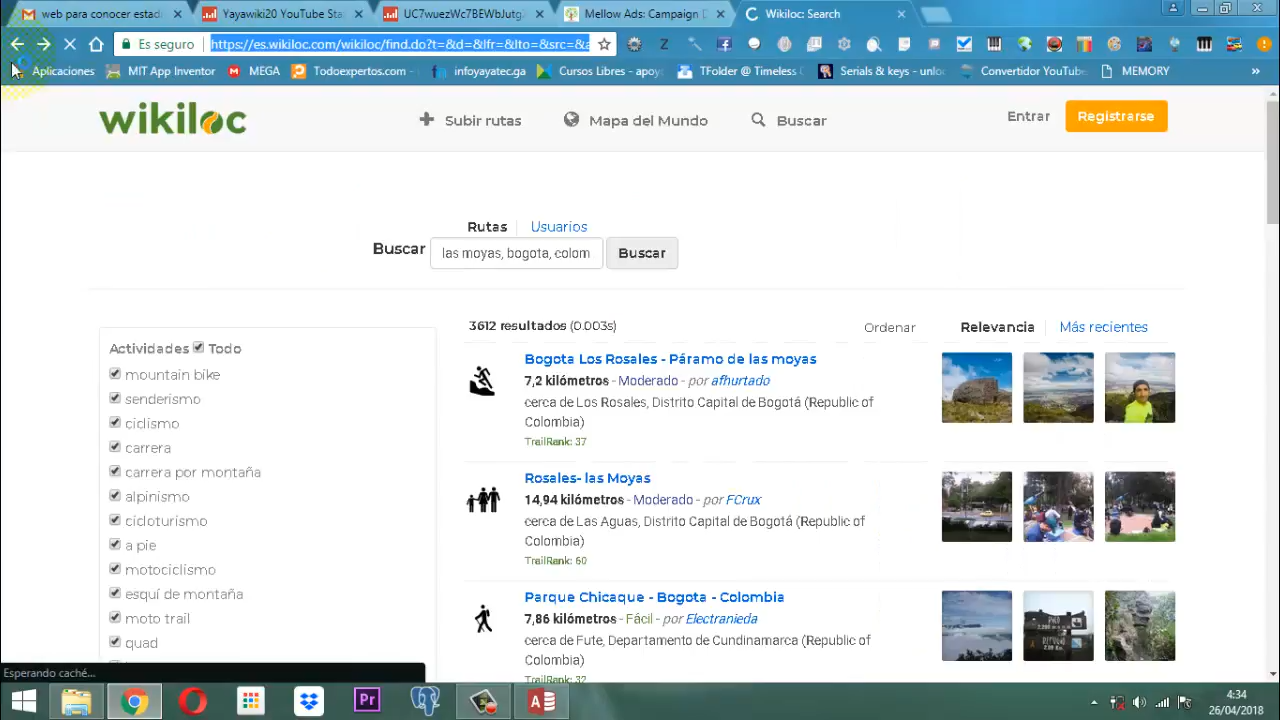 web para conocer estad
Yayawiki20 YouTube Sta
UC7wuezWc7BEWbJutg
Mellow Ads: Campaign D
Wikiloc: Search
Es seguro
https://es.wikiloc.com/wikiloc/find.do?t=&d=&lfr=&lto=&src=&a
Aplicaciones
MIT App Inventor
MEGA
Todoexpertos.com -
infoyayatec.ga
Cursos Libres - apoy
TFolder @ Timeless
Serials & keys - unlo
Convertidor YouTube
MEMORY
»
wikiloc
Subir rutas
Mapa del Mundo
Buscar
Entrar
Registrarse
Rutas
Usuarios
Buscar
las moyas, bogota, colom
Buscar
3612 resultados (0.003s)
Ordenar
Relevancia
Más recientes
Actividades Todo
mountain bike
senderismo
ciclismo
carrera
carrera por montaña
alpinismo
cicloturismo
a pie
motociclismo
esquí de montaña
moto trail
quad
Bogota Los Rosales - Páramo de las moyas
7,2 kilómetros - Moderado - por afhurtado
cerca de Los Rosales, Distrito Capital de Bogotá (Republic of
Colombia)
TrailRank: 37
Rosales- las Moyas
14,94 kilómetros - Moderado - por FCrux
cerca de Las Aguas, Distrito Capital de Bogotá (Republic of
Colombia)
TrailRank: 60
Parque Chicaque - Bogota - Colombia
7,86 kilómetros - Fácil - por Electranieda
cerca de Fute, Departamento de Cundinamarca (Republic of
Colombia)
TrailRank: 32
Esperando caché...
Pr
4:34
26/04/2018